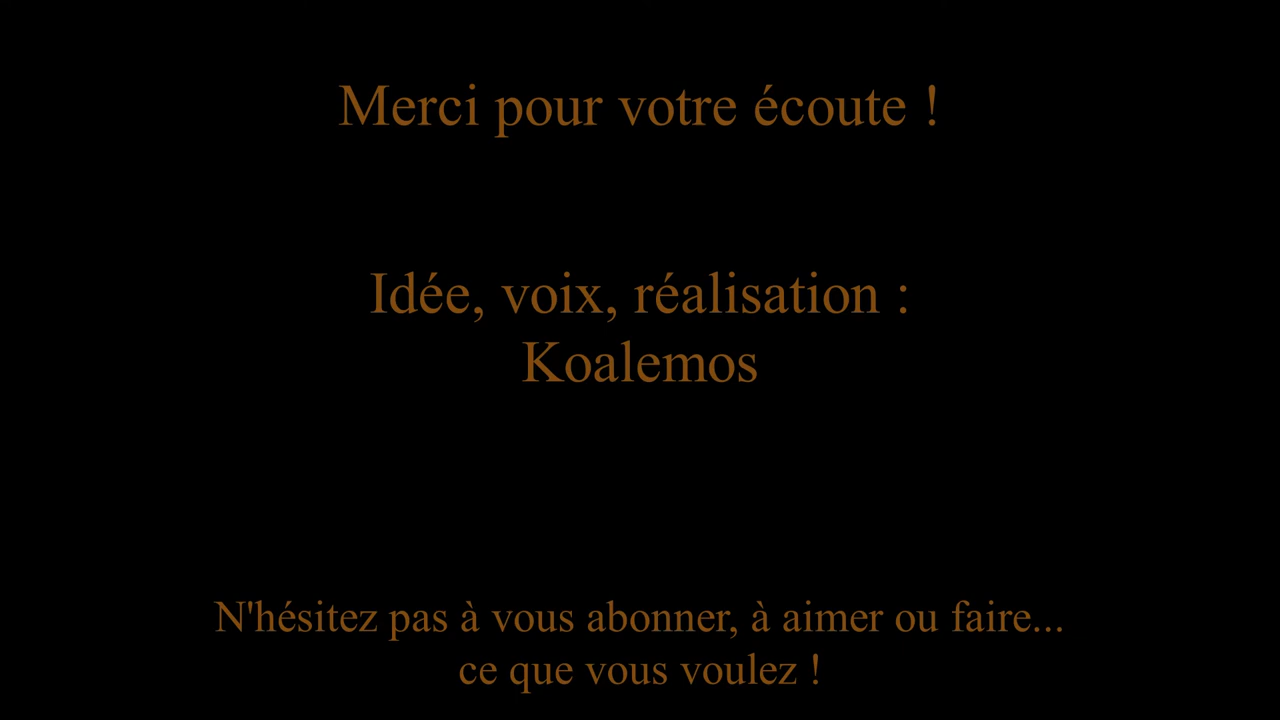 Merci pour votre écoute !
Idée, voix, réalisation :
Koalemos
N'hésitez pas à vous abonner, à aimer ou faire...
ce que vous voulez !